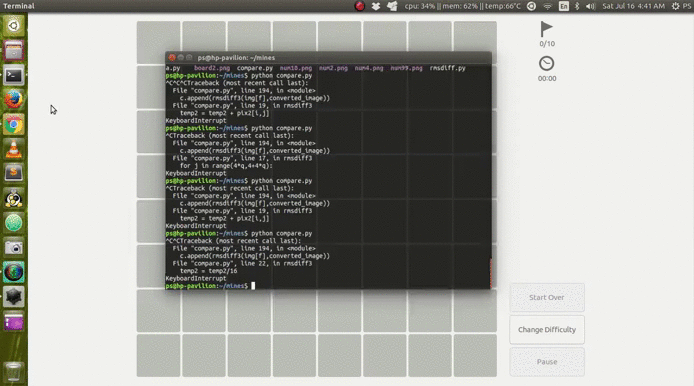 Terminal
cpu: 34% || mem: 62% || temp:66°C
En
Sat Jul 16 4:41 AM
PS
ps@hp-pavilion: ~/mines
a.py board2.png compare.py num10.png num2.png num4.png num99.png rmsdiff.py
ps@hp-pavilion:~/mines$ python compare.py
^C^C^CTraceback (most recent call last):
File "compare.py", line 194, in <module>
c.append(rmsdiff3(img[f],converted_image))
File "compare.py", line 19, in rmsdiff3
temp2 = temp2 + pix2[i,j]
KeyboardInterrupt
ps@hp-pavilion:~/mines$ python compare.py
^CTraceback (most recent call last):
File "compare.py", line 194, in <module>
c.append(rmsdiff3(img[f],converted_image))
File "compare.py", line 17, in rmsdiff3
for j in range(4*q,4+4*q):
KeyboardInterrupt
ps@hp-pavilion:~/mines$ python compare.py
^CTraceback (most recent call last):
File "compare.py", line 194, in <module>
c.append(rmsdiff3(img[f],converted_image))
File "compare.py", line 19, in rmsdiff3
temp2 = temp2 + pix2[i,j]
KeyboardInterrupt
ps@hp-pavilion:~/mines$ python compare.py
^C^CTraceback (most recent call last):
File "compare.py", line 194, in <module>
c.append(rmsdiff3(img[f],converted_image))
File "compare.py", line 22, in rmsdiff3
temp2 = temp2/16
KeyboardInterrupt
ps@hp-pavilion:~/mines$
0/10
00:00
Start Over
Change Difficulty
Pause